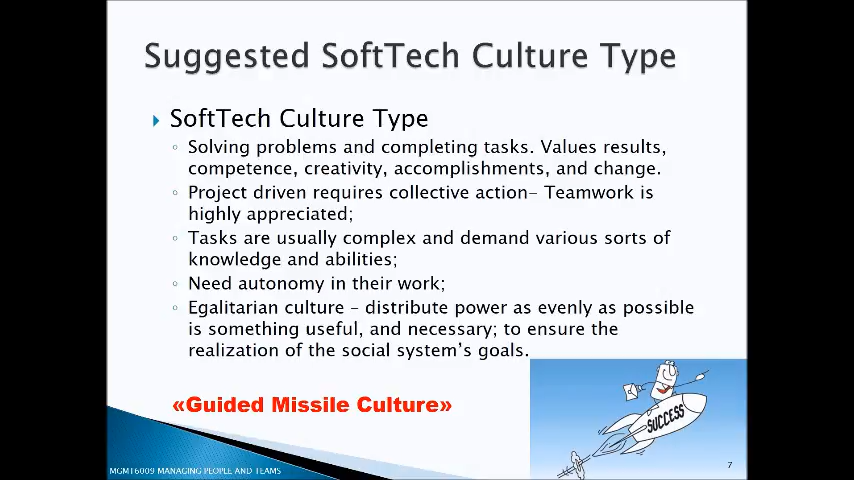 Suggested SoftTech Culture Type
SoftTech Culture Type
Solving problems and completing tasks. Values results,
competence, creativity, accomplishments, and change.
Project driven requires collective action– Teamwork is
highly appreciated;
Tasks are usually complex and demand various sorts of
knowledge and abilities;
Need autonomy in their work;
Egalitarian culture – distribute power as evenly as possible
is something useful, and necessary; to ensure the
realization of the social system's goals.
«Guided Missile Culture»
SUCCESS
MGMT6009 MANAGING PEOPLE AND TEAMS
7